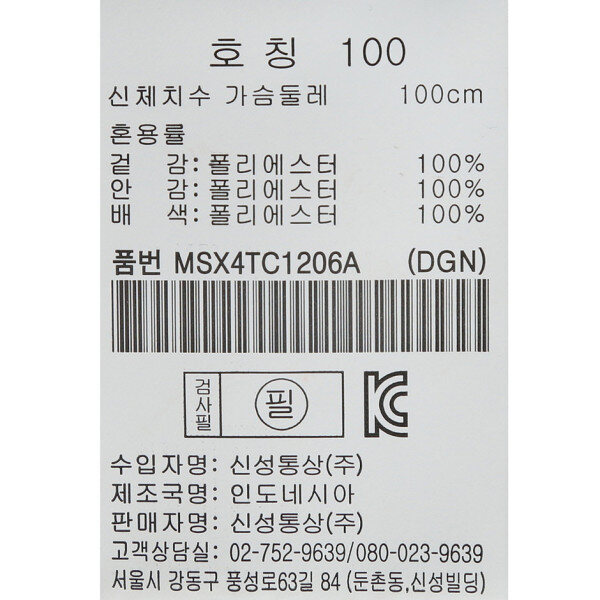 호 칭 100
신체치수 가슴둘레 100cm
혼용률
겉 감: 폴리에스터 100%
안 감: 폴리에스터 100%
배 색: 폴리에스터 100%
품번 MSX4TC1206A (DGN)
검사필 필 KC
수입자명: 신성통상(주)
제조국명: 인도네시아
판매자명: 신성통상(주)
고객상담실: 02-752-9639/080-023-9639
서울시 강동구 풍성로63길 84 (둔촌동,신성빌딩)